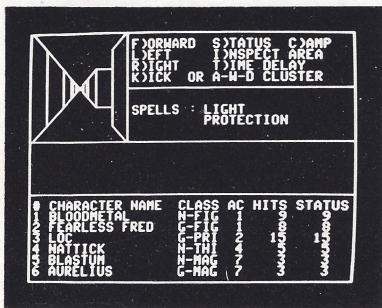 F)ORWARD S)TATUS C)AMP
L)EFT I)NSPECT AREA
R)IGHT T)IME DELAY
K)ICK OR A-W-D CLUSTER
SPELLS : LIGHT
PROTECTION
# CHARACTER NAME CLASS AC HITS STATUS
1 BLOODMETAL N-FIG 1 9 9
2 FEARLESS FRED G-FIG 1 8 8
3 LOC G-PRI 2 15 15
4 NATTICK N-THI 4 5 5
5 BLASTUM N-MAG 7 3 3
6 AURELIUS G-MAG 7 3 3